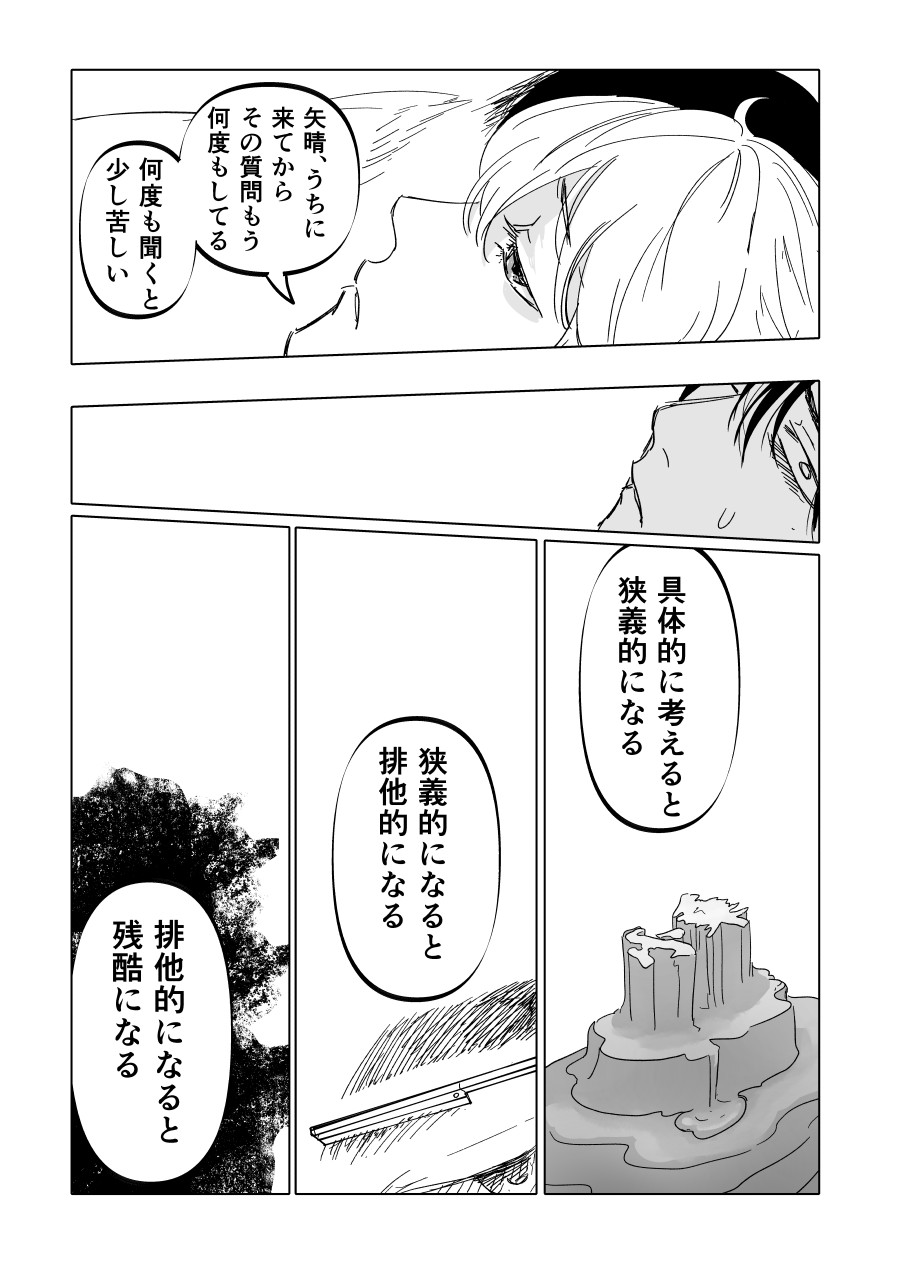 矢晴、うちに
来てから
その質問もう
何度もしてる
何度も聞くと
少し苦しい
具体的に考えると
狭義的になる
狭義的になると
排他的になる
排他的になると
残酷になる